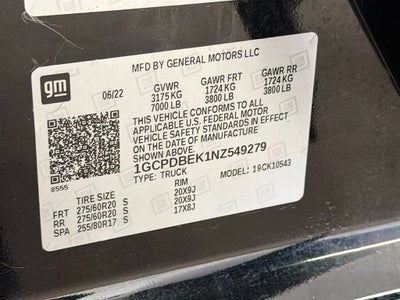 gm
MFD BY GENERAL MOTORS LLC
06/22 GVWR GAWR FRT GAWR RR
3175 KG 1724 KG 1724 KG
7000 LB 3800 LB 3800 LB
THIS VEHICLE CONFORMS TO ALL
APPLICABLE U.S. FEDERAL MOTOR
VEHICLE SAFETY STANDARDS IN
EFFECT ON THE DATE OF
MANUFACTURE
1GCPDBEK1NZ549279
8555 TYPE: TRUCK MODEL: 19CK10543
TIRE SIZE RIM
FRT 275/60R20 S 20X9J
RR 275/60R20 S 20X9J
SPA 255/80R17 S 17X8J